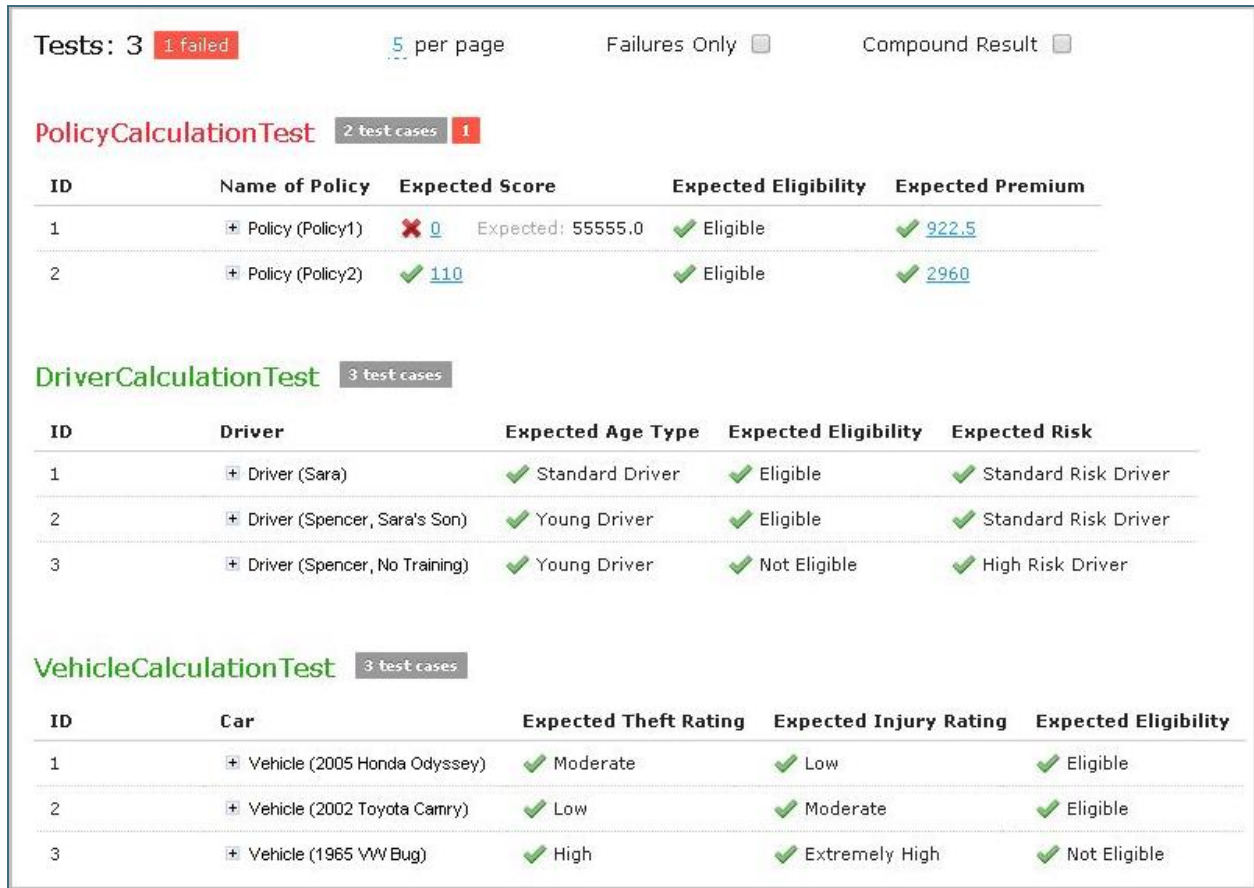 Tests: 3 1 failed 5 per page Failures Only Compound Result
PolicyCalculationTest 2 test cases 1
ID Name of Policy Expected Score Expected Eligibility Expected Premium
1 Policy (Policy1) 0 Expected: 55555.0 Eligible 922.5
2 Policy (Policy2) 110 Eligible 2960
DriverCalculationTest 3 test cases
ID Driver Expected Age Type Expected Eligibility Expected Risk
1 Driver (Sara) Standard Driver Eligible Standard Risk Driver
2 Driver (Spencer, Sara's Son) Young Driver Eligible Standard Risk Driver
3 Driver (Spencer, No Training) Young Driver Not Eligible High Risk Driver
VehicleCalculationTest 3 test cases
ID Car Expected Theft Rating Expected Injury Rating Expected Eligibility
1 Vehicle (2005 Honda Odyssey) Moderate Low Eligible
2 Vehicle (2002 Toyota Camry) Low Moderate Eligible
3 Vehicle (1965 VW Bug) High Extremely High Not Eligible